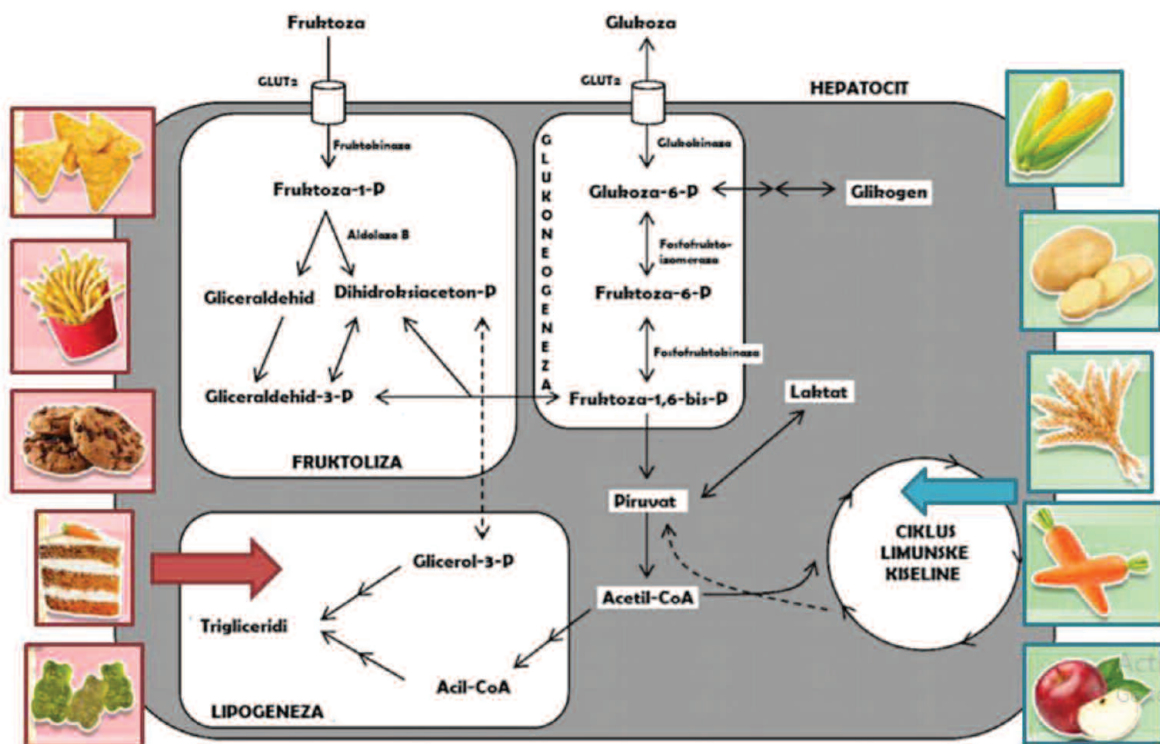 Fruktoza
Glukoza
GLUT2
GLUT2
HEPATOCIT
Fruktokinaza
Glukokinaza
GLUKONEOGENEZA
Fruktoza-1-P
Glukoza-6-P
Glikogen
Aldolaza B
Fosfofrukto-
izomeraza
Gliceraldehid
Dihidroksiaceton-P
Fruktoza-6-P
Fosfofruktokinaza
Gliceraldehid-3-P
Fruktoza-1,6-bis-P
Laktat
FRUKTOLIZA
Piruvat
CIKLUS
LIMUNSKE
KISELINE
Glicerol-3-P
Acetil-CoA
Trigliceridi
Acil-CoA
LIPOGENEZA